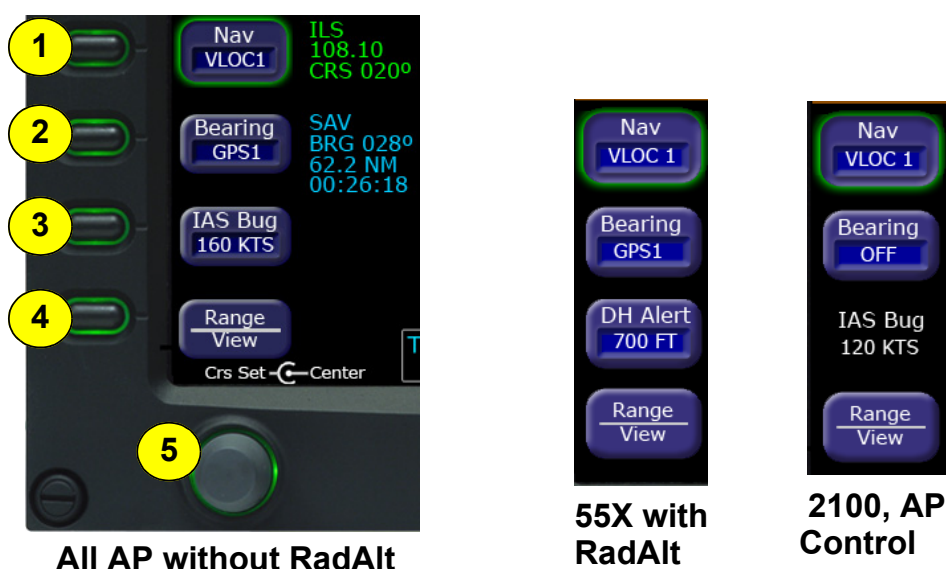 1
Nav
VLOC1
ILS
108.10
CRS 020º
2
Bearing
GPS1
SAV
BRG 028º
62.2 NM
00:26:18
3
IAS Bug
160 KTS
4
Range
View
T
Crs Set
Center
5
All AP without RadAlt
Nav
VLOC 1
Bearing
GPS1
DH Alert
700 FT
Range
View
55X with
RadAlt
Nav
VLOC 1
Bearing
OFF
IAS Bug
120 KTS
Range
View
2100, AP
Control